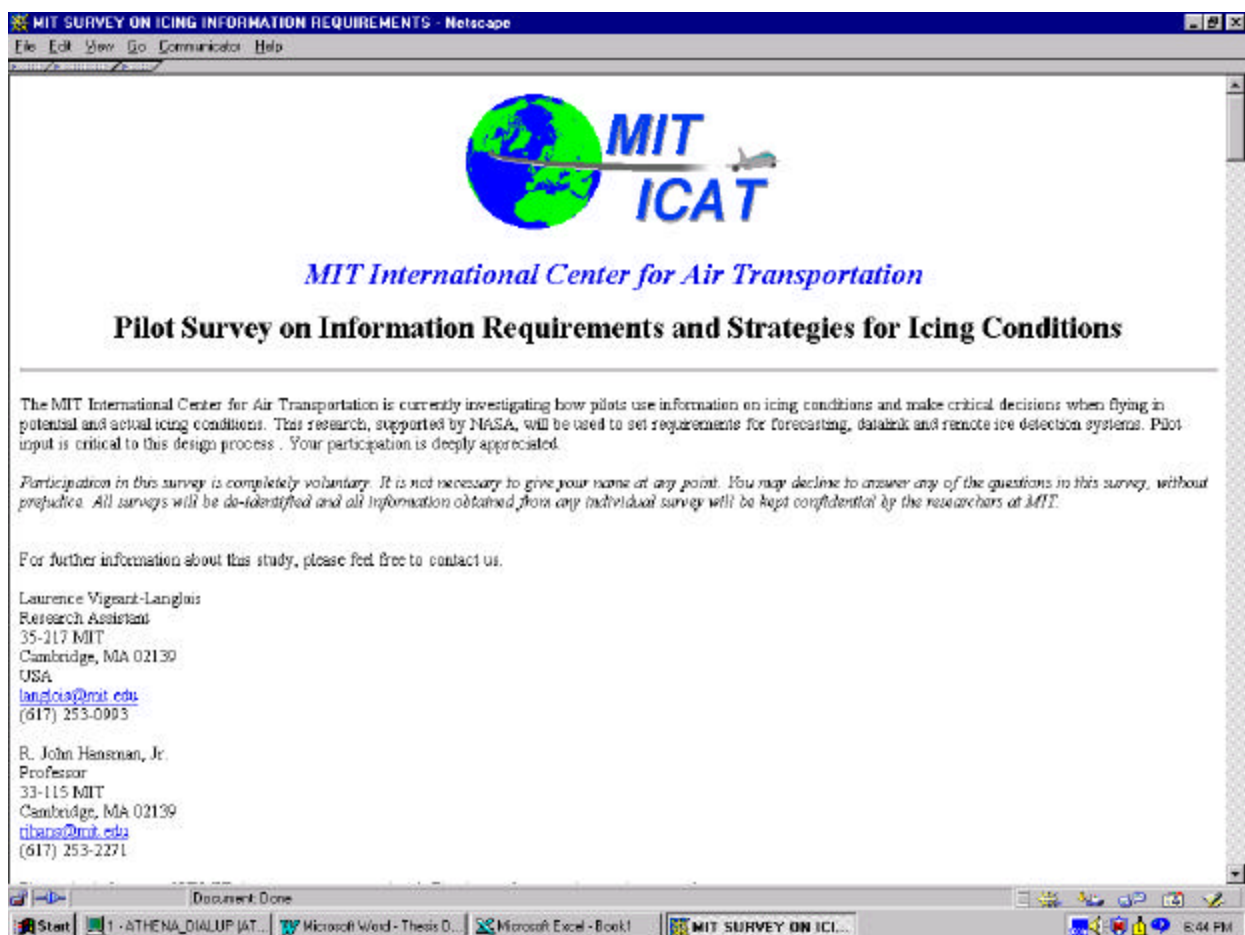 MIT SURVEY ON ICING INFORMATION REQUIREMENTS - Netscape
File Edit View Go Communicator Help
MIT
ICAT
MIT International Center for Air Transportation
Pilot Survey on Information Requirements and Strategies for Icing Conditions
The MIT International Center for Air Transportation is currently investigating how pilots use information on icing conditions and make critical decisions when flying in
potential and actual icing conditions. This research, supported by NASA, will be used to set requirements for forecasting, datalink and remote ice detection systems. Pilot
input is critical to this design process . Your participation is deeply appreciated.
Participation in this survey is completely voluntary. It is not necessary to give your name at any point. You may decline to answer any of the questions in this survey, without
prejudice. All surveys will be de-identified and all information obtained from any individual survey will be kept confidential by the researchers at MIT.
For further information about this study, please feel free to contact us.
Laurence Vigeant-Langlois
Research Assistant
35-217 MIT
Cambridge, MA 02139
USA
langlois@mit.edu
(617) 253-0993
R. John Hansman, Jr.
Professor
33-115 MIT
Cambridge, MA 02139
rjhans@mit.edu
(617) 253-2271
Document: Done
Start 1 - ATHENA_DIALUP (AT... Microsoft Word - Thesis D... Microsoft Excel - Book1 MIT SURVEY ON ICI... 6:44 PM